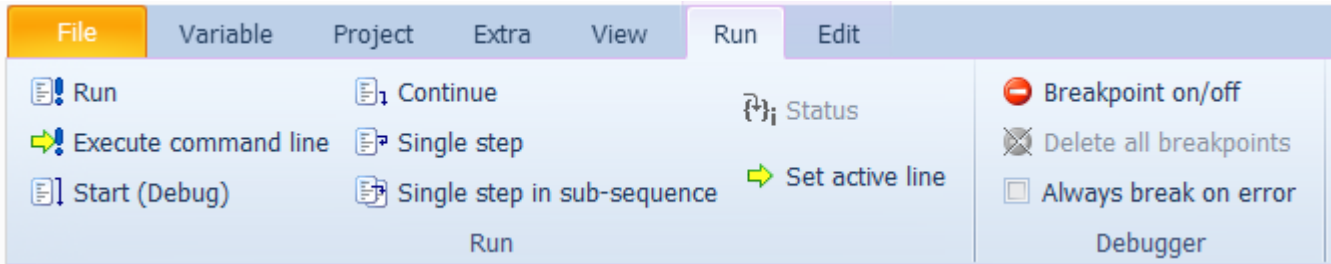 File Variable Project Extra View Run Edit
Run
Execute command line
Start (Debug)
Continue
Single step
Single step in sub-sequence
Status
Set active line
Run
Breakpoint on/off
Delete all breakpoints
Always break on error
Debugger